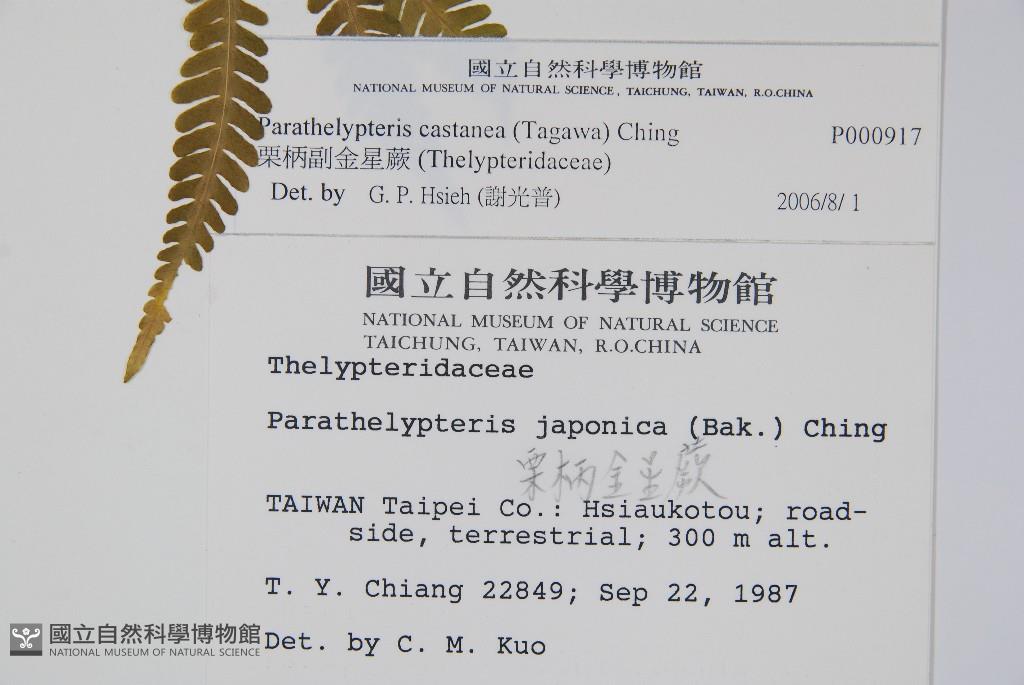 國立自然科學博物館
NATIONAL MUSEUM OF NATURAL SCIENCE, TAICHUNG, TAIWAN, R.O.CHINA
Parathelypteris castanea (Tagawa) Ching P000917
栗柄副金星蕨 (Thelypteridaceae)
Det. by G. P. Hsieh (謝光普) 2006/8/ 1
國立自然科學博物館
NATIONAL MUSEUM OF NATURAL SCIENCE
TAICHUNG, TAIWAN, R.O.CHINA
Thelypteridaceae
Parathelypteris japonica (Bak.) Ching
栗柄金星蕨
TAIWAN Taipei Co.: Hsiaukotou; road-
side, terrestrial; 300 m alt.
T. Y. Chiang 22849; Sep 22, 1987
Det. by C. M. Kuo
國立自然科學博物館
NATIONAL MUSEUM OF NATURAL SCIENCE